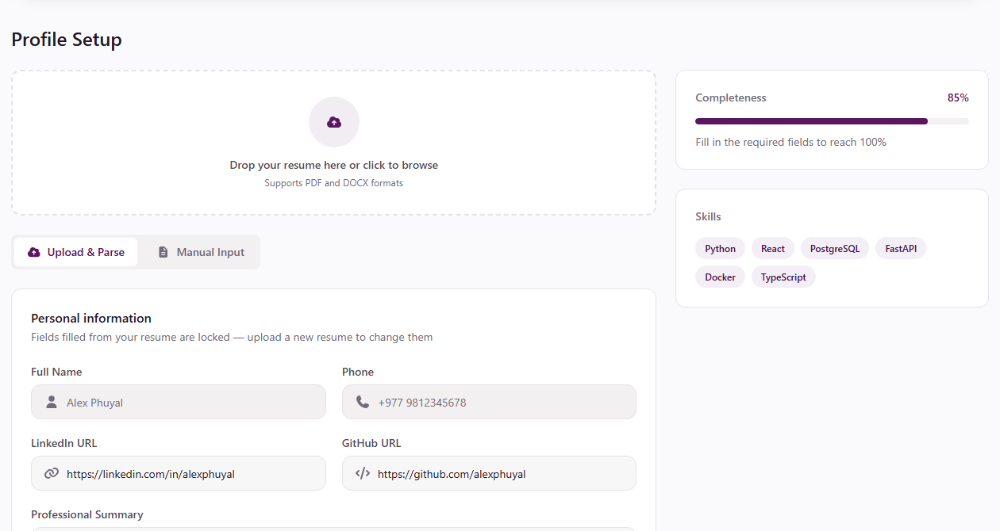 Profile Setup
Drop your resume here or click to browse
Supports PDF and DOCX formats
Upload & Parse
Manual Input
Personal information
Fields filled from your resume are locked — upload a new resume to change them
Full Name
Phone
Alex Phuyal
+977 9812345678
LinkedIn URL
GitHub URL
https://linkedin.com/in/alexphuyal
https://github.com/alexphuyal
Professional Summary
Completeness
85%
Fill in the required fields to reach 100%
Skills
Python
React
PostgreSQL
FastAPI
Docker
TypeScript